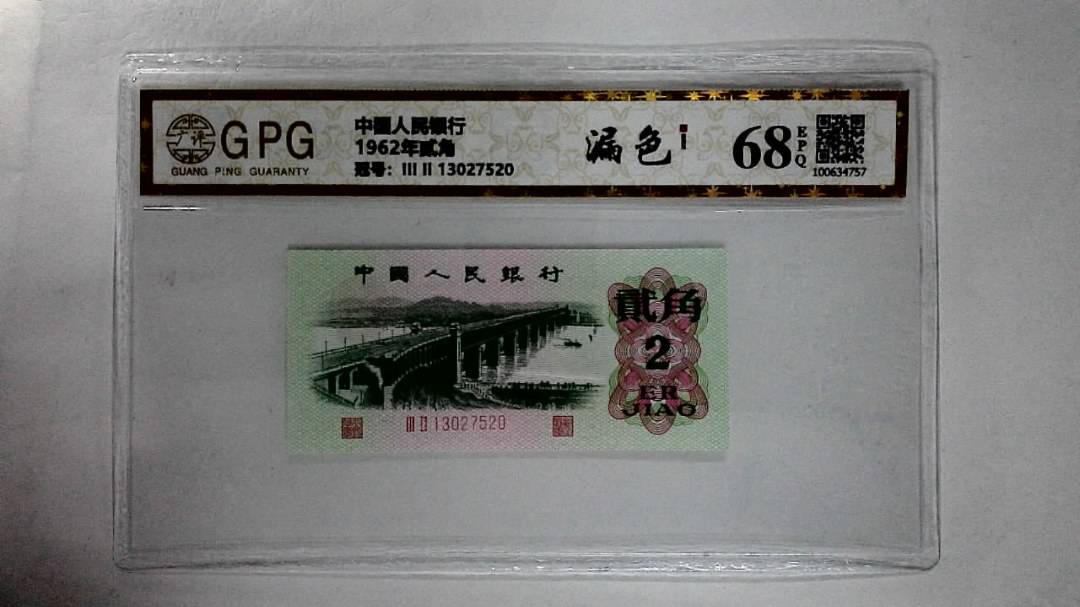 GPG
GUANG PING GUARANTY
中國人民銀行
1962年贰角
冠号: III II 13027520
漏色
68
EPQ
100634757
中國人民銀行
貳角
2
ER
JIAO
III II 13027520